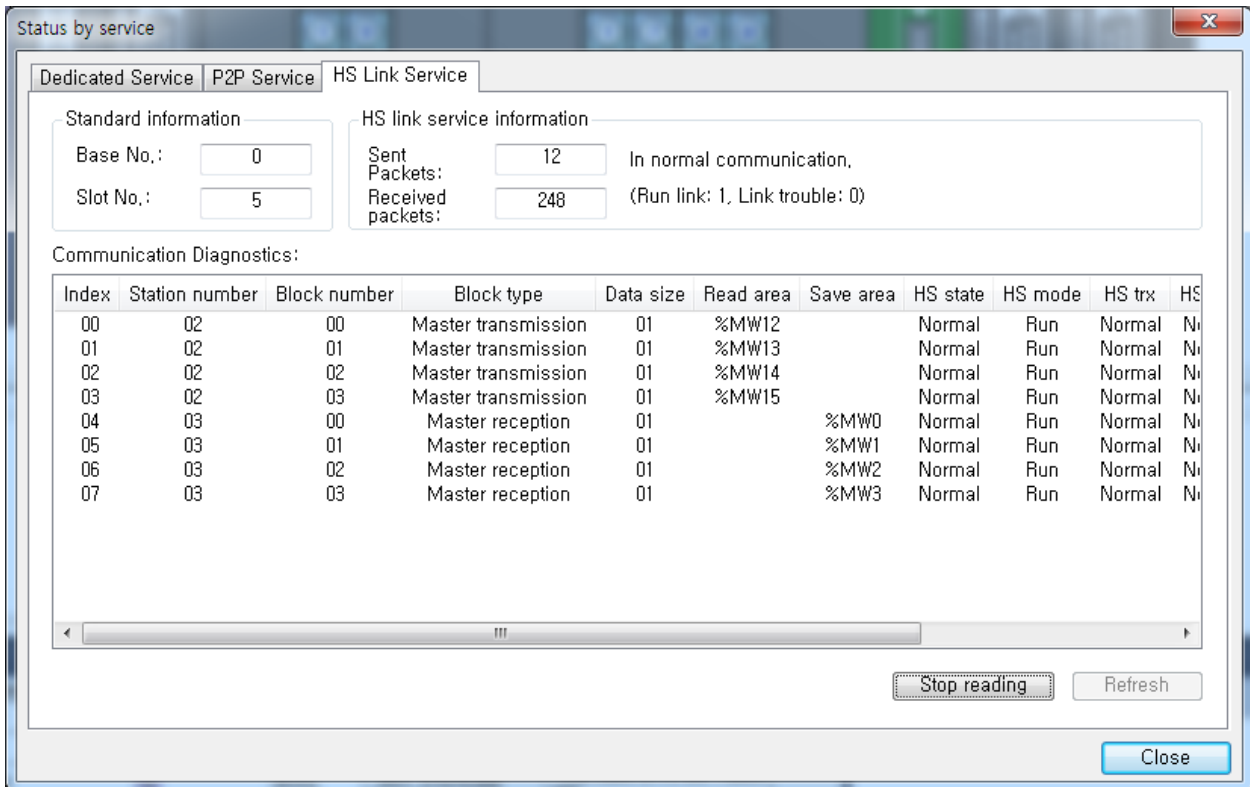 Status by service
Dedicated Service P2P Service HS Link Service
Standard information
Base No.: 0
Slot No.: 5
HS link service information
Sent Packets: 12
Received packets: 248
In normal communication.
(Run link: 1, Link trouble: 0)
Communication Diagnostics:
Index Station number Block number Block type Data size Read area Save area HS state HS mode HS trx HS
00 02 00 Master transmission 01 %MW12 Normal Run Normal
01 02 01 Master transmission 01 %MW13 Normal Run Normal
02 02 02 Master transmission 01 %MW14 Normal Run Normal
03 02 03 Master transmission 01 %MW15 Normal Run Normal
04 03 00 Master reception 01 %MW0 Normal Run Normal
05 03 01 Master reception 01 %MW1 Normal Run Normal
06 03 02 Master reception 01 %MW2 Normal Run Normal
07 03 03 Master reception 01 %MW3 Normal Run Normal
Stop reading Refresh
Close